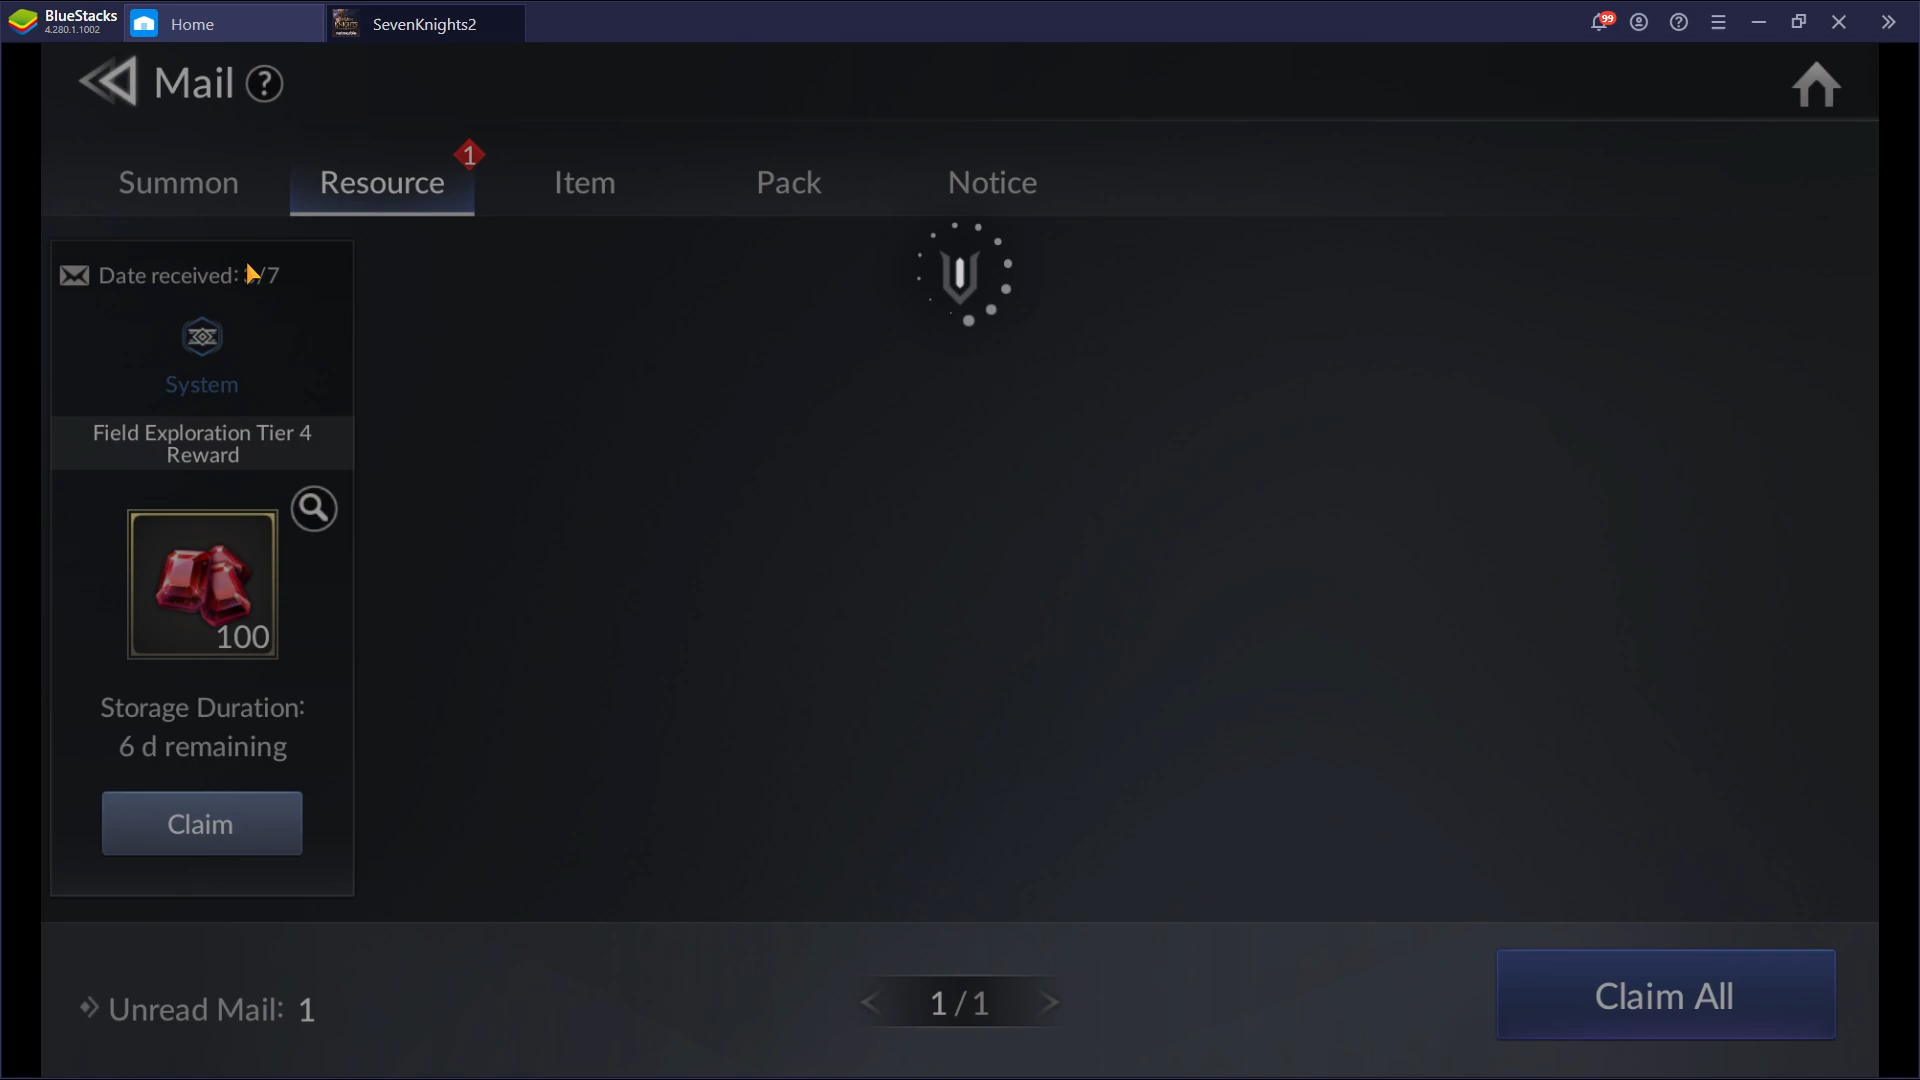 BlueStacks
4.280.1.1002
Home
SevenKnights2
99
Mail ?
Summon
Resource
1
Item
Pack
Notice
Date received: /7
System
Field Exploration Tier 4
Reward
100
Storage Duration:
6 d remaining
Claim
Unread Mail: 1
1 / 1
Claim All